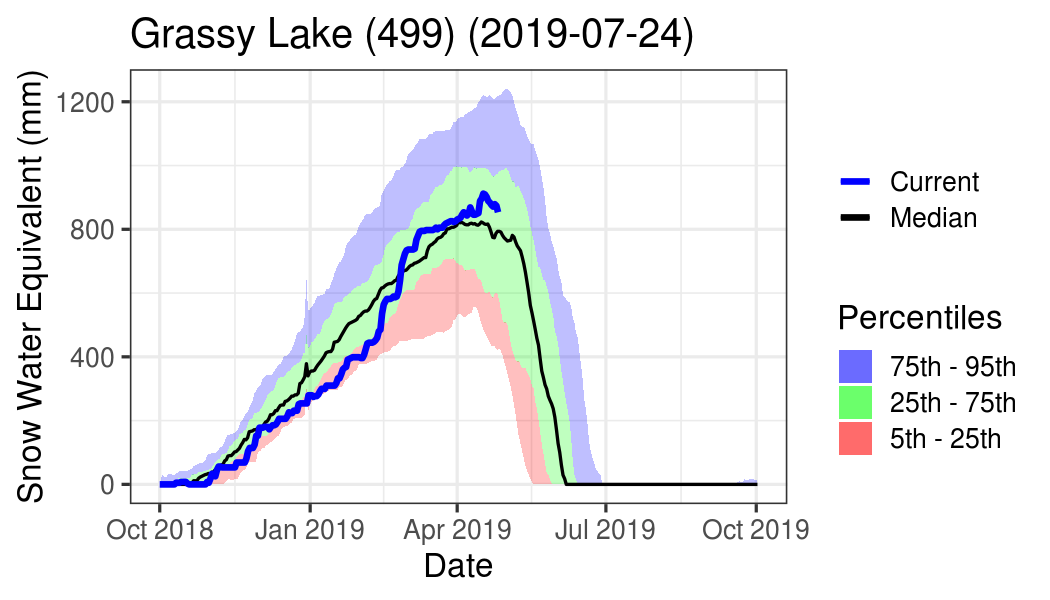 Grassy Lake (499) (2019-07-24)
Snow Water Equivalent (mm)
1200
800
400
0
Oct 2018
Jan 2019
Apr 2019
Jul 2019
Oct 2019
Date
Current
Median
Percentiles
75th - 95th
25th - 75th
5th - 25th